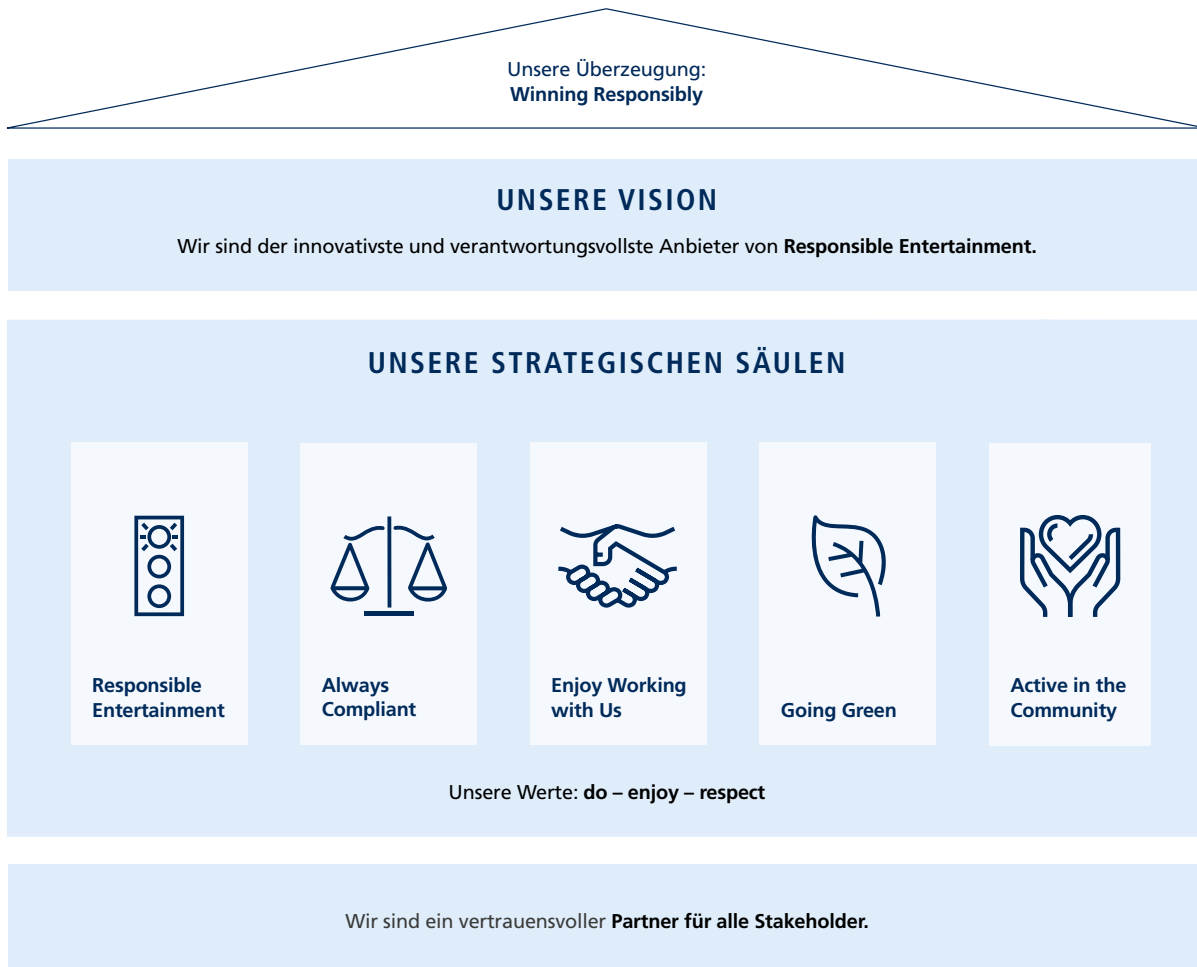 Unsere Überzeugung:
Winning Responsibly
UNSERE VISION
Wir sind der innovativste und verantwortungsvollste Anbieter von Responsible Entertainment.
UNSERE STRATEGISCHEN SÄULEN
Responsible
Entertainment
Always
Compliant
Enjoy Working
with Us
Going Green
Active in the
Community
Unsere Werte: do – enjoy – respect
Wir sind ein vertrauensvoller Partner für alle Stakeholder.